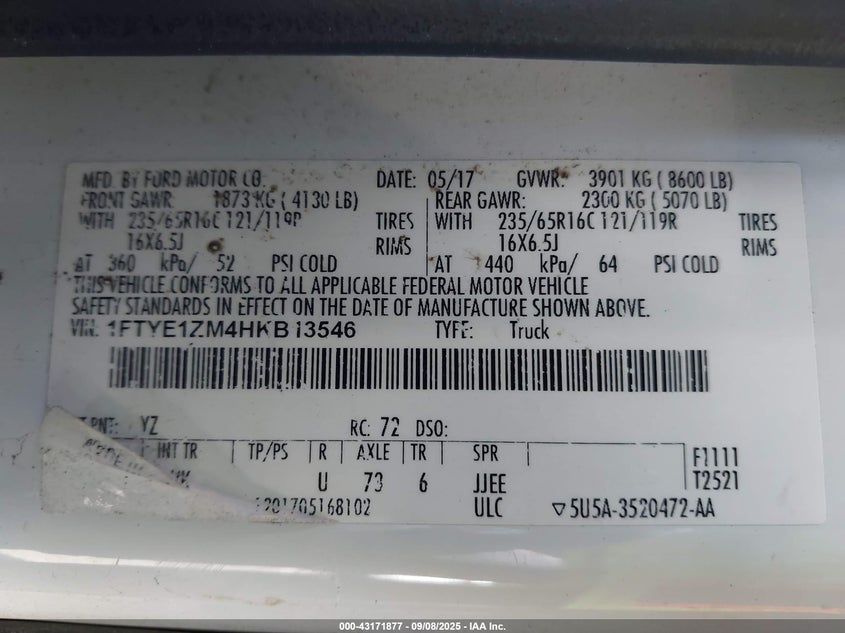 MFD. BY FORD MOTOR CO. DATE: 05/17 GVWR: 3901 KG ( 8600 LB)
FRONT GAWR: 1873 KG ( 4130 LB) REAR GAWR: 2300 KG ( 5070 LB)
WITH 235/65R16C 121/119R TIRES WITH 235/65R16C 121/119R TIRES
16X6.5J RIMS 16X6.5J RIMS
AT 360 kPa/ 52 PSI COLD AT 440 kPa/ 64 PSI COLD
THIS VEHICLE CONFORMS TO ALL APPLICABLE FEDERAL MOTOR VEHICLE
SAFETY STANDARDS IN EFFECT ON THE DATE OF MANUFACTURE SHOWN ABOVE.
VIN: 1FTYE1ZM4HKB13546 TYPE: Truck
PNT: YZ RC: 72 DSO:
INT TR TP/PS R AXLE TR SPR F1111
U 73 6 JJEE T2521
201705168102 ULC ▽5U5A-3520472-AA
000-43171877 - 09/08/2025 - IAA Inc.